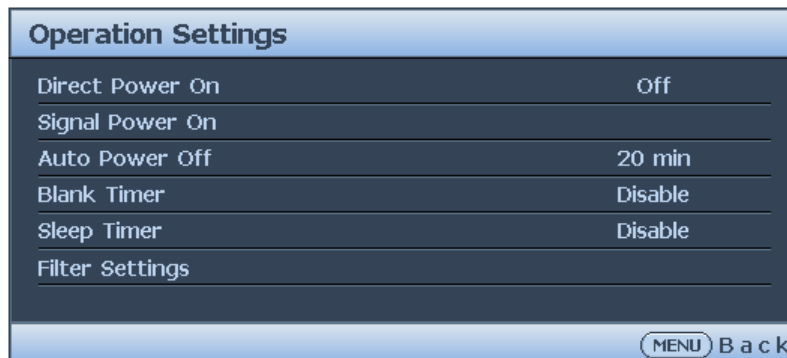 Operation Settings
Direct Power On Off
Signal Power On
Auto Power Off 20 min
Blank Timer Disable
Sleep Timer Disable
Filter Settings
MENU Back